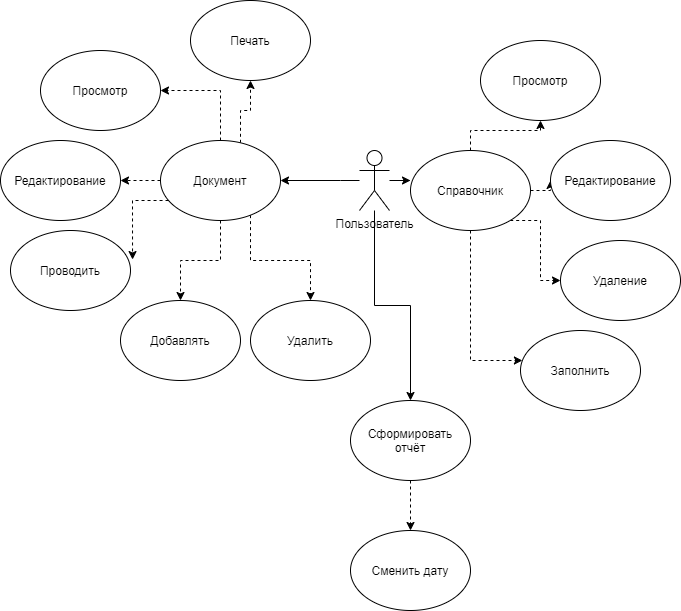 Печать
Просмотр
Просмотр
Редактирование
Документ
Справочник
Редактирование
Пользователь
Проводить
Удаление
Добавлять
Удалить
Заполнить
Сформировать
отчёт
Сменить дату